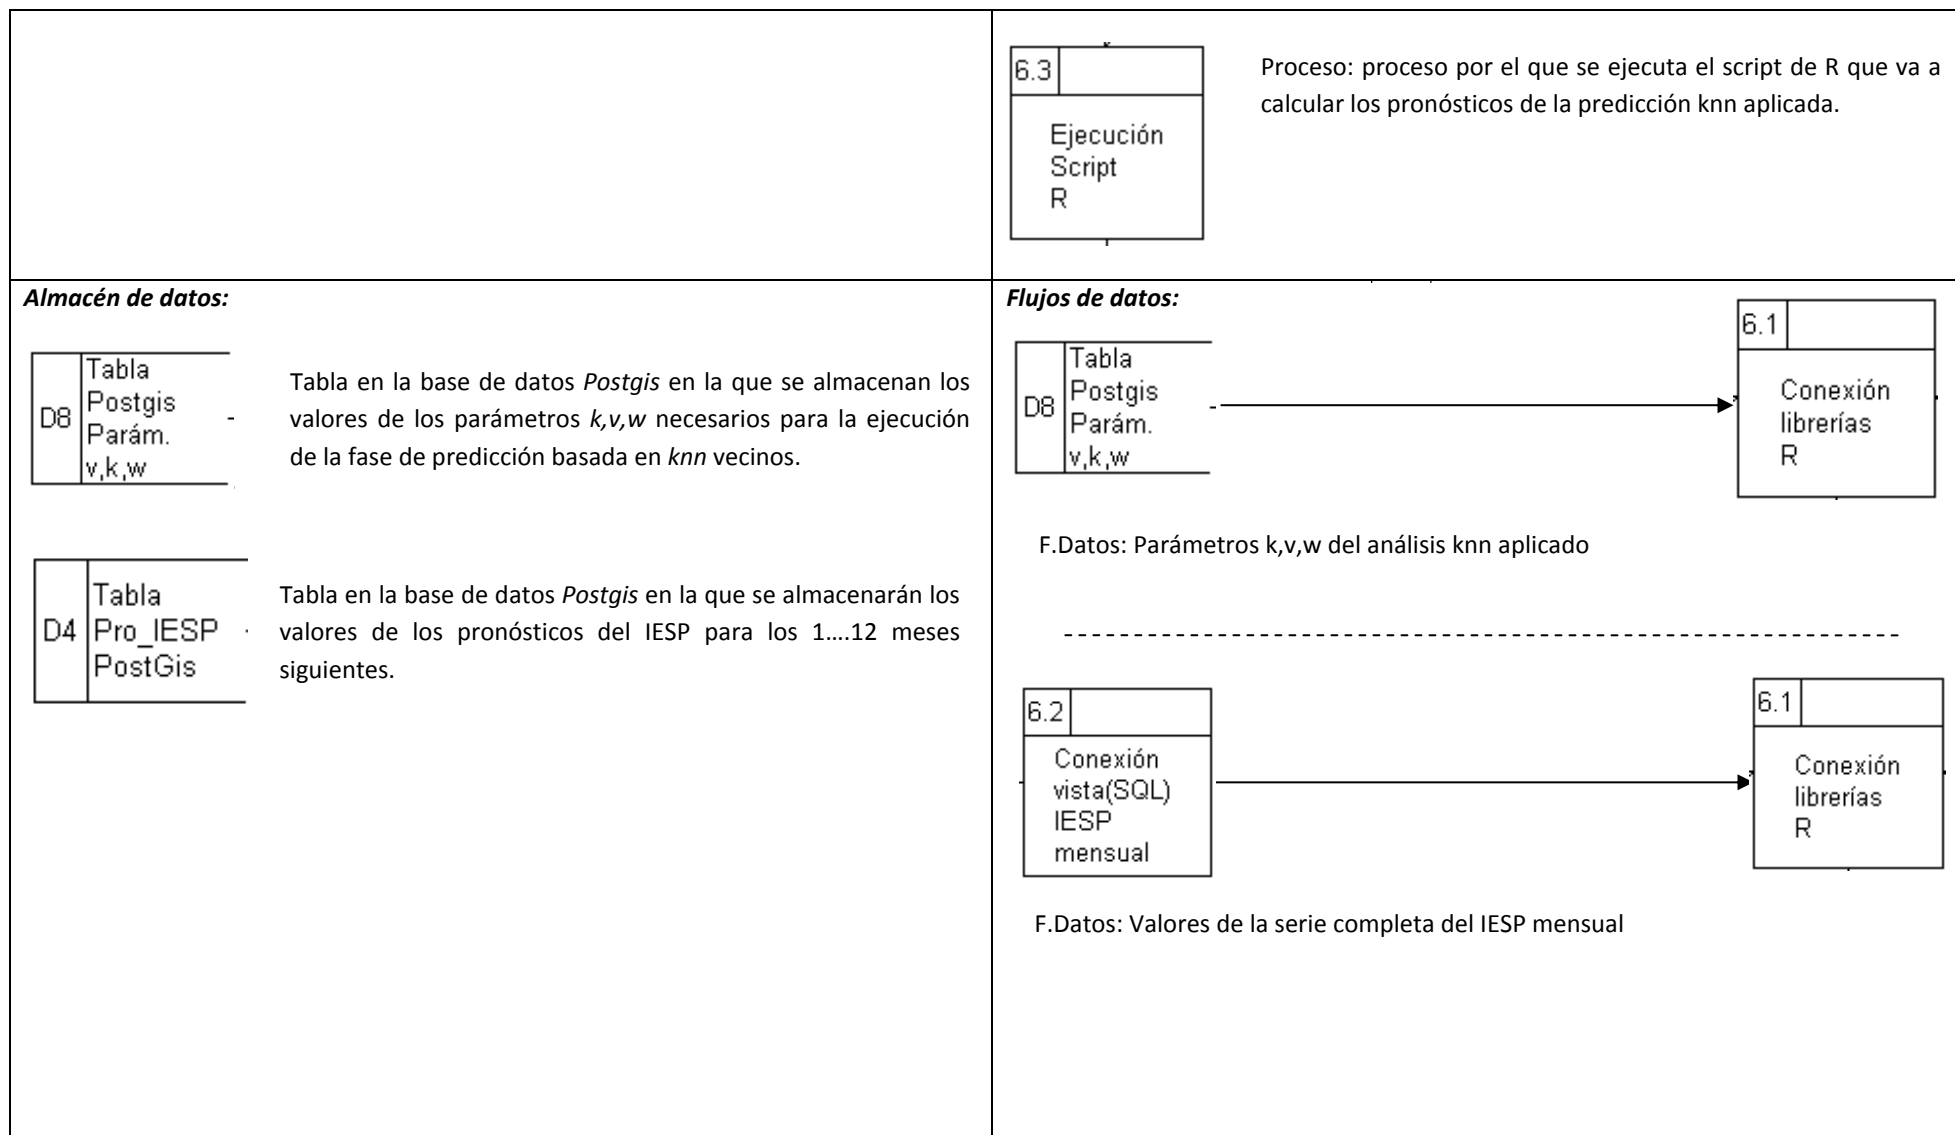 6.3
Ejecución
Script
R
Proceso: proceso por el que se ejecuta el script de R que va a
calcular los pronósticos de la predicción knn aplicada.
Almacén de datos:
D8
Tabla
Postgis
Parám.
v,k,w
Tabla en la base de datos Postgis en la que se almacenan los
valores de los parámetros k,v,w necesarios para la ejecución
de la fase de predicción basada en knn vecinos.
D4
Tabla
Pro_IESP
PostGis
Tabla en la base de datos Postgis en la que se almacenarán los
valores de los pronósticos del IESP para los 1....12 meses
siguientes.
Flujos de datos:
D8
Tabla
Postgis
Parám.
v,k,w
6.1
Conexión
librerías
R
F.Datos: Parámetros k,v,w del análisis knn aplicado
6.2
Conexión
vista(SQL)
IESP
mensual
6.1
Conexión
librerías
R
F.Datos: Valores de la serie completa del IESP mensual